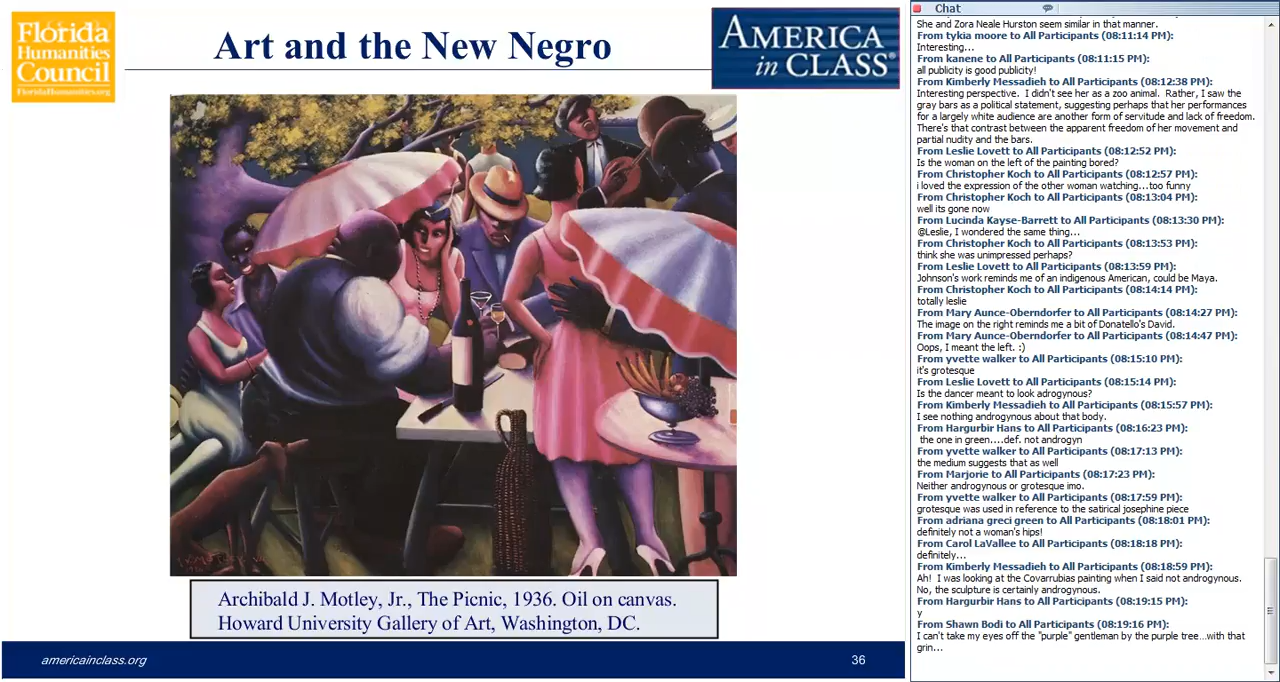 Florida
Humanities
Council
FloridaHumanities.org
Art and the New Negro
AMERICA
in CLASS®
Archibald J. Motley, Jr., The Picnic, 1936. Oil on canvas.
Howard University Gallery of Art, Washington, DC.
americainclass.org
36
Chat
She and Zora Neale Hurston seem similar in that manner.
From tykia moore to All Participants (08:11:14 PM):
Interesting...
From kanene to All Participants (08:11:15 PM):
all publicity is good publicity!
From Kimberly Messadieh to All Participants (08:12:38 PM):
Interesting perspective. I didn't see her as a zoo animal. Rather, I saw the
gray bars as a political statement, suggesting perhaps that her performances
for a largely white audience are another form of servitude and lack of freedom.
There's that contrast between the apparent freedom of her movement and
partial nudity and the bars.
From Leslie Lovett to All Participants (08:12:52 PM):
Is the woman on the left of the painting bored?
From Christopher Koch to All Participants (08:12:57 PM):
i loved the expression of the other woman watching...too funny
From Christopher Koch to All Participants (08:13:04 PM):
well its gone now
From Lucinda Kayse-Barrett to All Participants (08:13:30 PM):
@Leslie, I wondered the same thing...
From Christopher Koch to All Participants (08:13:53 PM):
think she was unimpressed perhaps?
From Leslie Lovett to All Participants (08:13:59 PM):
Johnson's work reminds me of an indigenous American, could be Maya.
From Christopher Koch to All Participants (08:14:14 PM):
totally leslie
From Mary Aunce-Oberndorfer to All Participants (08:14:27 PM):
The image on the right reminds me a bit of Donatello's David.
From Mary Aunce-Oberndorfer to All Participants (08:14:47 PM):
Oops, I meant the left. :)
From yvette walker to All Participants (08:15:10 PM):
it's grotesque
From Leslie Lovett to All Participants (08:15:14 PM):
Is the dancer meant to look adrogynous?
From Kimberly Messadieh to All Participants (08:15:57 PM):
I see nothing androgynous about that body.
From Hargurbir Hans to All Participants (08:16:23 PM):
the one in green....def. not androgyn
From yvette walker to All Participants (08:17:13 PM):
the medium suggests that as well
From Marjorie to All Participants (08:17:23 PM):
Neither androgynous or grotesque imo.
From yvette walker to All Participants (08:17:59 PM):
grotesque was used in reference to the satirical josephine piece
From adriana greci green to All Participants (08:18:01 PM):
definitely not a woman's hips!
From Carol LaVallee to All Participants (08:18:18 PM):
definitely...
From Kimberly Messadieh to All Participants (08:18:59 PM):
Ah! I was looking at the Covarrubias painting when I said not androgynous.
No, the sculpture is certainly androgynous.
From Hargurbir Hans to All Participants (08:19:15 PM):
y
From Shawn Bodi to All Participants (08:19:16 PM):
I can't take my eyes off the "purple" gentleman by the purple tree...with that
grin...